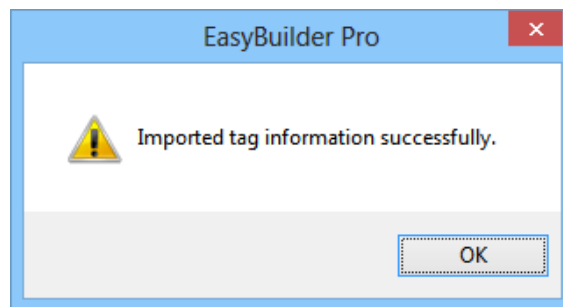 EasyBuilder Pro
Imported tag information successfully.
OK